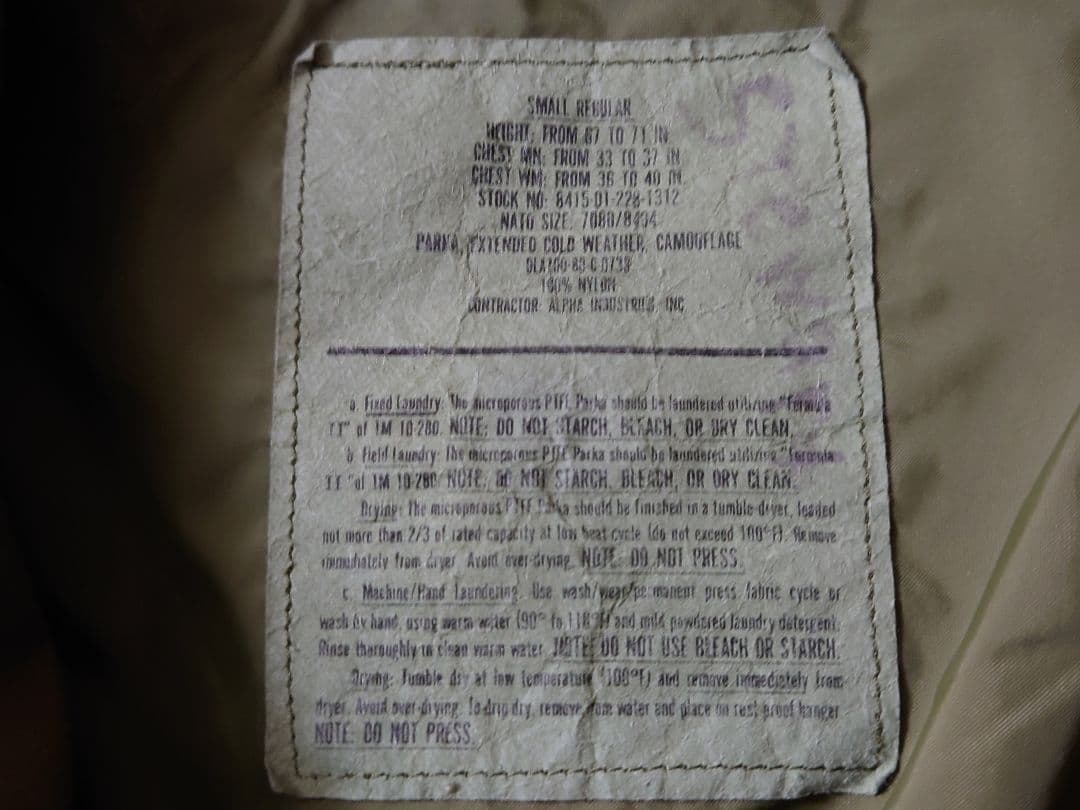 SMALL REGULAR
HEIGHT: FROM 67 TO 71 IN
CHEST MN: FROM 33 TO 37 IN
CHEST WM: FROM 36 TO 40 IN.
STOCK NO: 8415-01-228-1312
NATO SIZE: 7080/8494
PARKA, EXTENDED COLD WEATHER, CAMOUFLAGE
100% NYLON
CONTRACTOR: ALPHA INDUSTRIES, INC
a. Fixed Laundry: The microporous PTFE Parka should be laundered utilizing "Formula
II" of TM 10-280. NOTE: DO NOT STARCH, BLEACH, OR DRY CLEAN.
b. Field Laundry: The microporous PTFE Parka should be laundered utilizing "Formula
II" of TM 10-280. NOTE: DO NOT STARCH, BLEACH, OR DRY CLEAN.
Drying: The microporous PTFE Parka should be finished in a tumble-dryer, loaded
not more than 2/3 of rated capacity at low heat cycle (do not exceed 100°F). Remove
immediately from dryer. Avoid over-drying. NOTE: DO NOT PRESS.
c. Machine/Hand Laundering: Use wash/wear/permanent press fabric cycle or
wash by hand, using warm water (90° to and mild powdered laundry detergent.
Rinse thoroughly in clean warm water. NOTE: DO NOT USE BLEACH OR STARCH.
Drying: Tumble dry at low temperature (100°F) and remove immediately from
dryer. Avoid over-drying. To drip dry, remove from water and place on rust-proof hanger.
NOTE: DO NOT PRESS.